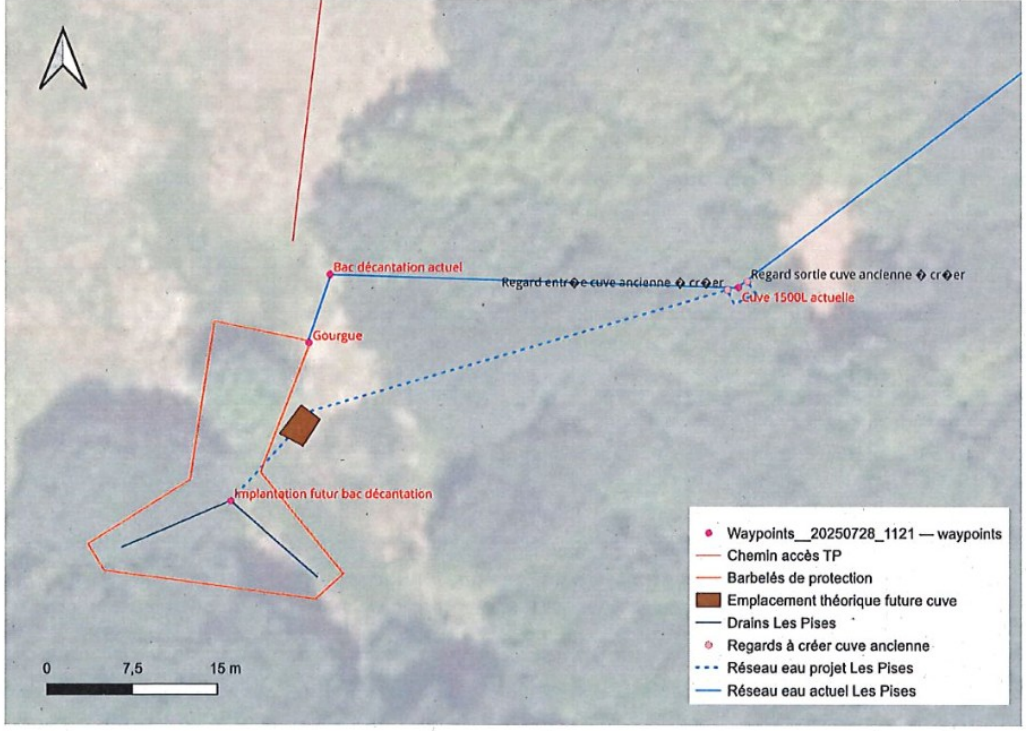 Bac décantation actuel
Regard entr�e cuve ancienne � cr�er
Regard sortie cuve ancienne � cr�er
Cuve 1500L actuelle
Gourgue
Implantation futur bac décantation
Waypoints__20250728_1121 — waypoints
Chemin accès TP
Barbelés de protection
Emplacement théorique future cuve
Drains Les Pises
Regards à créer cuve ancienne
Réseau eau projet Les Pises
Réseau eau actuel Les Pises
0 7,5 15 m